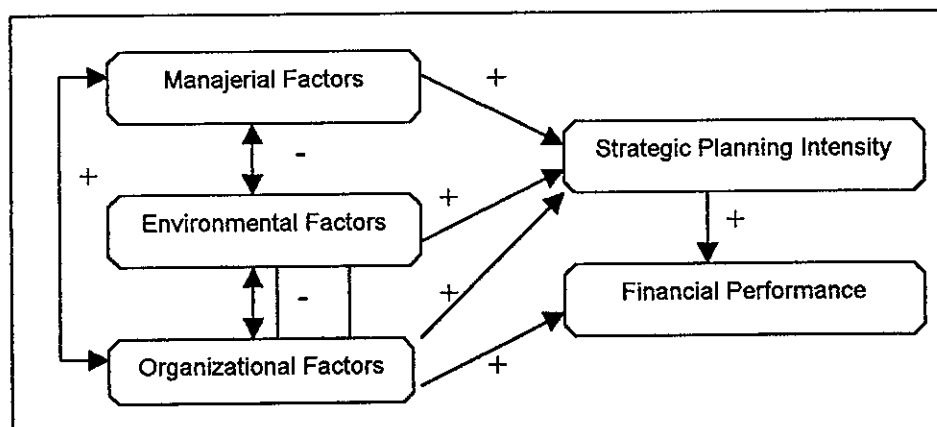 Manajerial Factors
+
Strategic Planning Intensity
-
+
+
Environmental Factors
+
-
+
Financial Performance
Organizational Factors
+